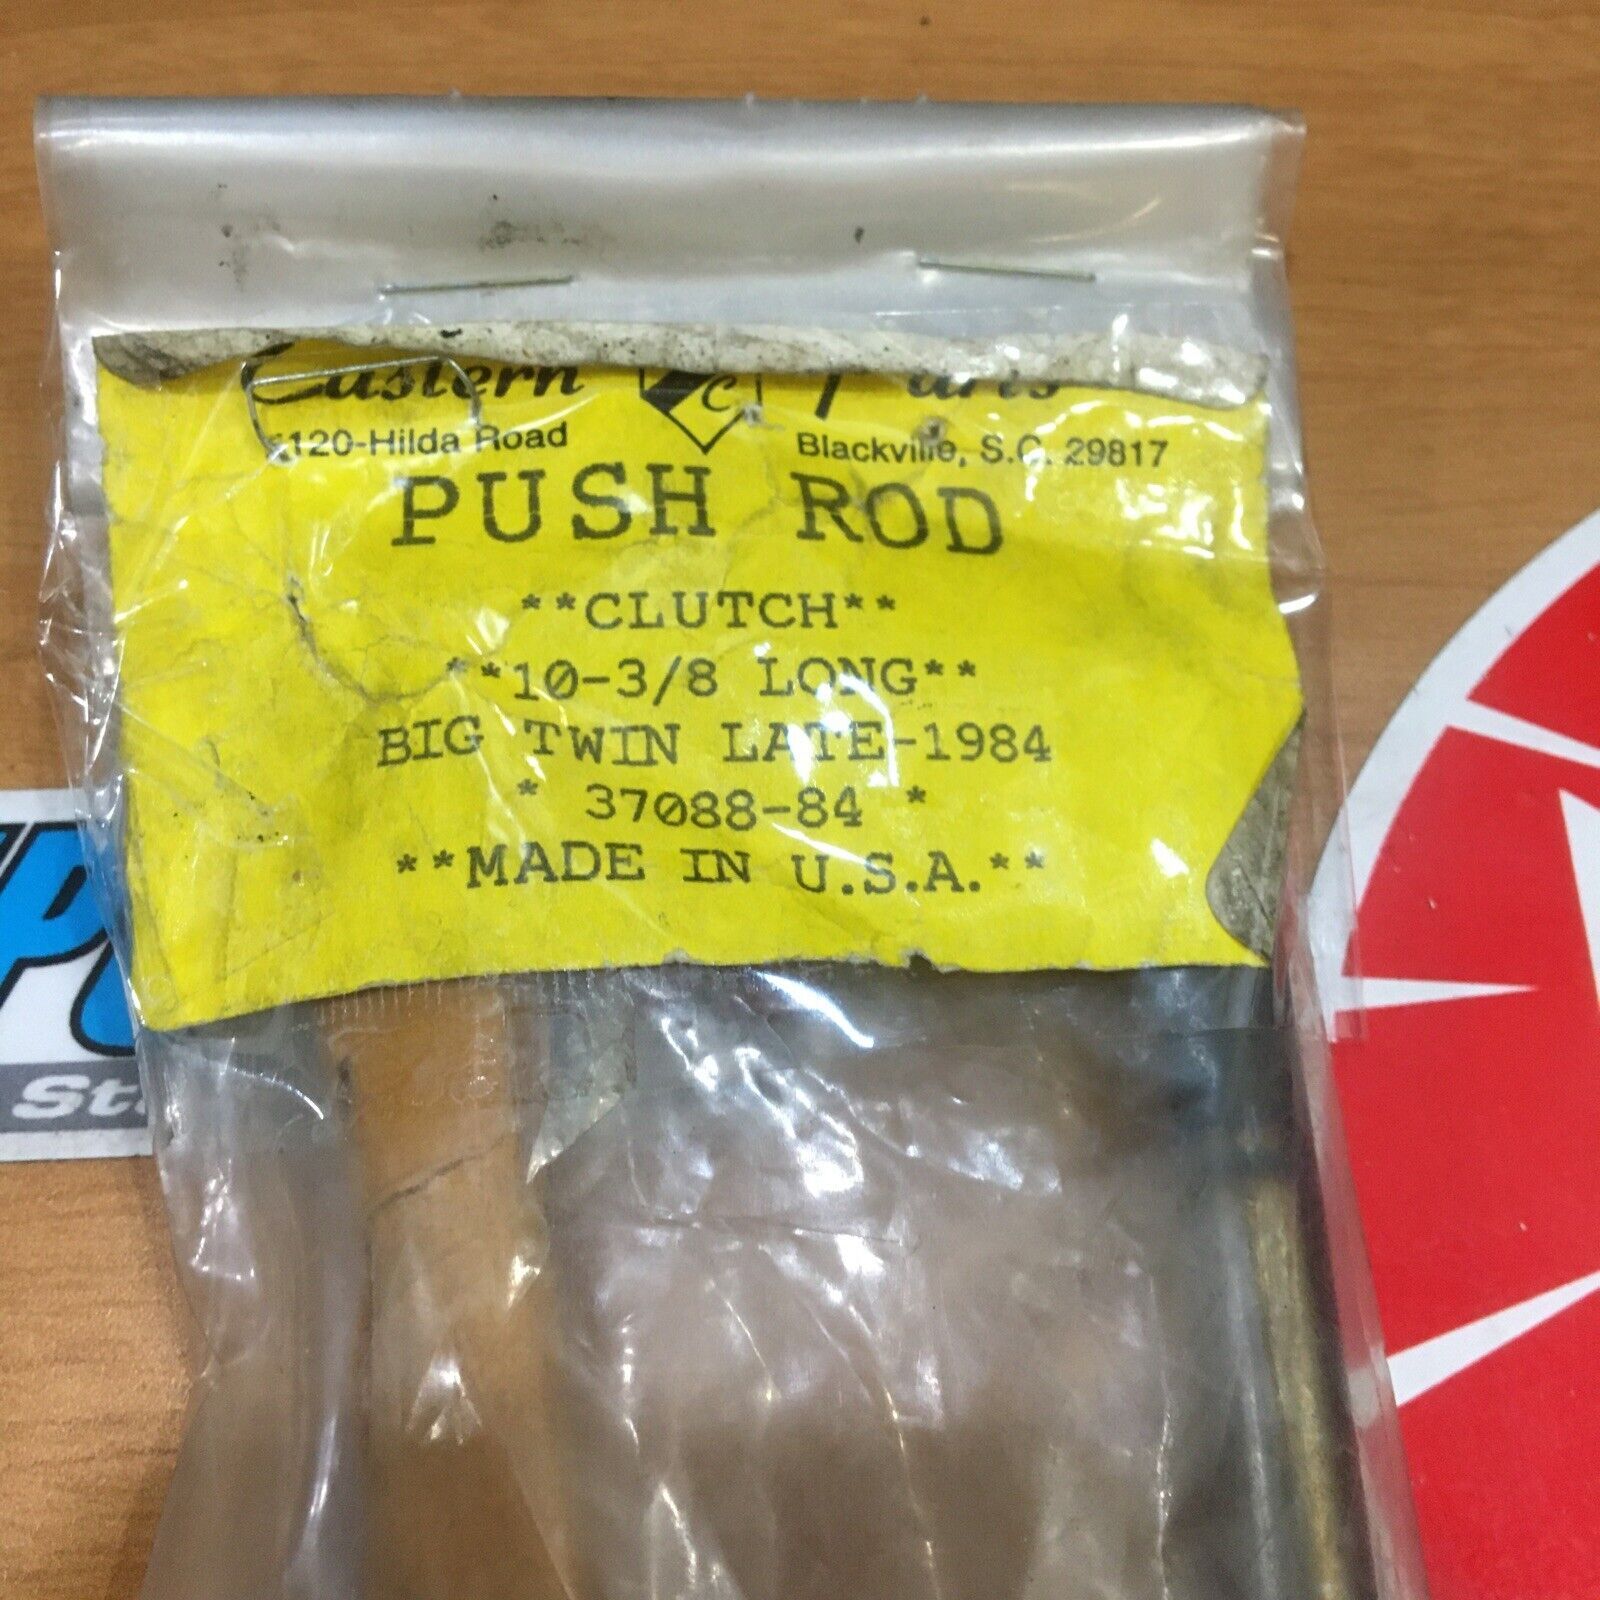 Eastern C Parts
120-Hilda Road Blackville, S.C. 29817
PUSH ROD
**CLUTCH**
**10-3/8 LONG**
BIG TWIN LATE-1984
* 37088-84 *
**MADE IN U.S.A.**